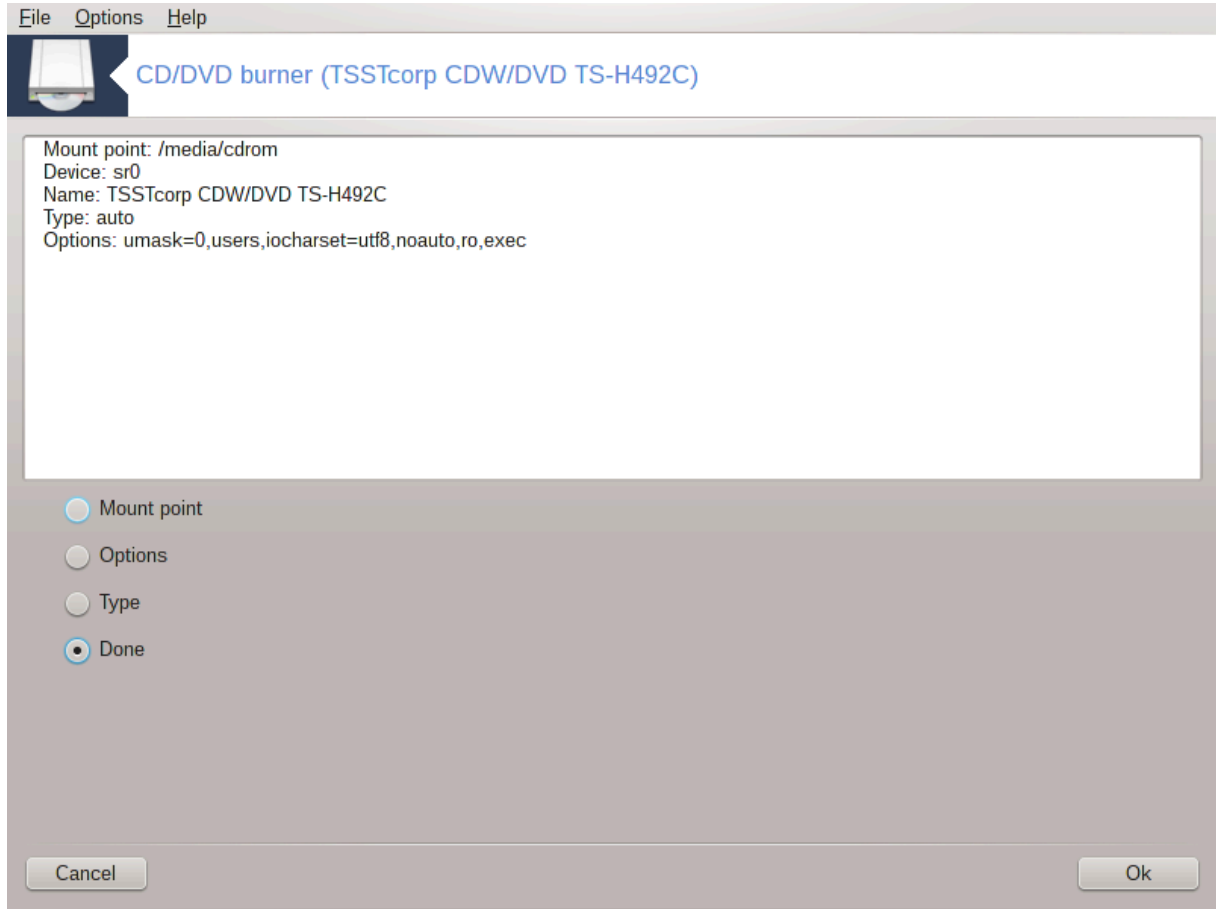 File Options Help
CD/DVD burner (TSSTcorp CDW/DVD TS-H492C)
Mount point: /media/cdrom
Device: sr0
Name: TSSTcorp CDW/DVD TS-H492C
Type: auto
Options: umask=0,users,iocharset=utf8,noauto,ro,exec
Mount point
Options
Type
Done
Cancel Ok